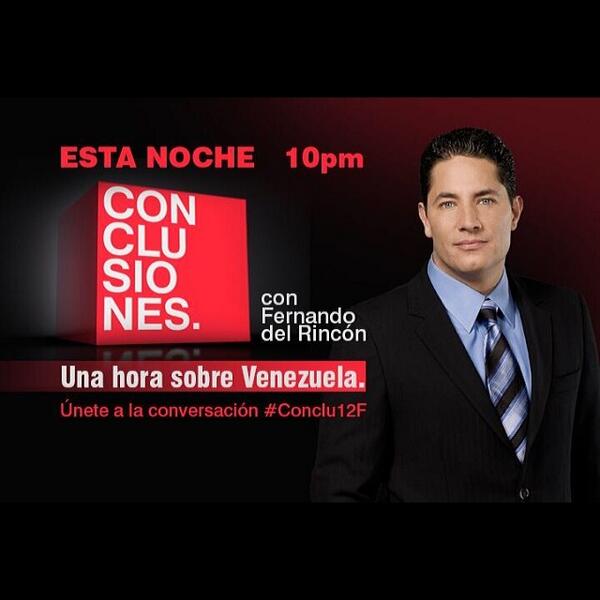 ESTA NOCHE 10pm
CON
CLU
SIO
NES.
con
Fernando
del Rincón
Una hora sobre Venezuela.
Únete a la conversación #Conclu12F